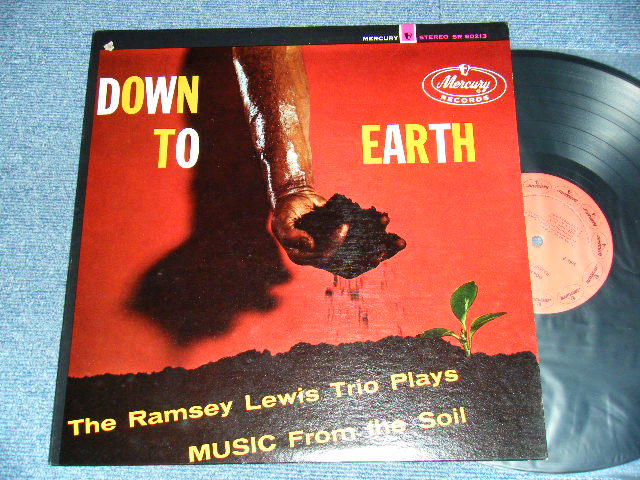 MERCURY STEREO SR 60213
DOWN
TO EARTH
Mercury
RECORDS
The Ramsey Lewis Trio Plays
MUSIC From the Soil